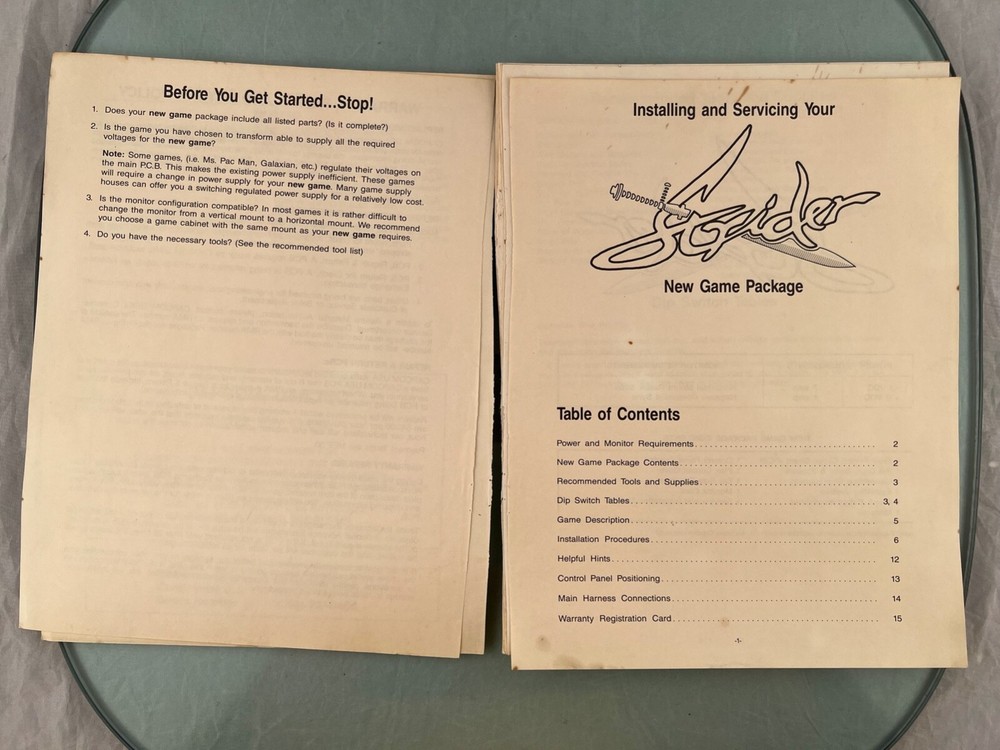 Before You Get Started...Stop!
1. Does your new game package include all listed parts? (Is it complete?)
2. Is the game you have chosen to transform able to supply all the required
voltages for the new game?
Note: Some games, (i.e. Ms. Pac Man, Galaxian, etc.) regulate their voltages on
the main P.C.B. This makes the existing power supply inefficient. These games
will require a change in power supply for your new game. Many game supply
houses can offer you a switching regulated power supply for a relatively low cost.
3. Is the monitor configuration compatible? In most games it is rather difficult to
change the monitor from a vertical mount to a horizontal mount. We recommend
you choose a game cabinet with the same mount as your new game requires.
4. Do you have the necessary tools? (See the recommended tool list)
Installing and Servicing Your
Strider
New Game Package
Table of Contents
Power and Monitor Requirements 2
New Game Package Contents 2
Recommended Tools and Supplies 3
Dip Switch Tables 3, 4
Game Description 5
Installation Procedures 6
Helpful Hints 12
Control Panel Positioning 13
Main Harness Connections 14
Warranty Registration Card 15
-1-